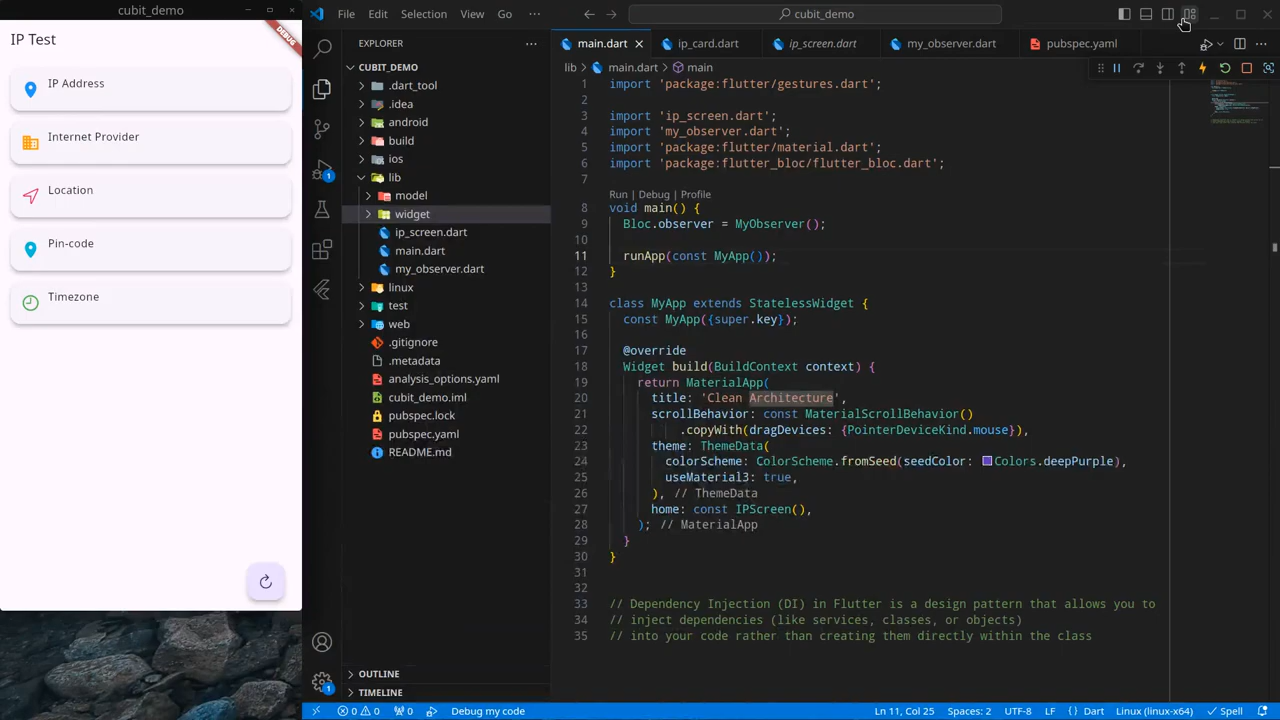 cubit_demo
IP Test
DEBUG
IP Address
Internet Provider
Location
Pin-code
Timezone
File Edit Selection View Go
cubit_demo
EXPLORER
CUBIT_DEMO
.dart_tool
.idea
android
build
ios
lib
model
widget
ip_screen.dart
main.dart
my_observer.dart
linux
test
web
.gitignore
.metadata
analysis_options.yaml
cubit_demo.iml
pubspec.lock
pubspec.yaml
README.md
OUTLINE
TIMELINE
1
1
main.dart ip_card.dart ip_screen.dart my_observer.dart pubspec.yaml
lib > main.dart > main
1 import 'package:flutter/gestures.dart';
2
3 import 'ip_screen.dart';
4 import 'my_observer.dart';
5 import 'package:flutter/material.dart';
6 import 'package:flutter_bloc/flutter_bloc.dart';
7
Run | Debug | Profile
8 void main() {
9 Bloc.observer = MyObserver();
10
11 runApp(const MyApp());
12 }
13
14 class MyApp extends StatelessWidget {
15 const MyApp({super.key});
16
17 @override
18 Widget build(BuildContext context) {
19 return MaterialApp(
20 title: 'Clean Architecture',
21 scrollBehavior: const MaterialScrollBehavior()
22 .copyWith(dragDevices: {PointerDeviceKind.mouse}),
23 theme: ThemeData(
24 colorScheme: ColorScheme.fromSeed(seedColor: Colors.deepPurple),
25 useMaterial3: true,
26 ), // ThemeData
27 home: const IPScreen(),
28 ); // MaterialApp
29 }
30 }
31
32
33 // Dependency Injection (DI) in Flutter is a design pattern that allows you to
34 // inject dependencies (like services, classes, or objects)
35 // into your code rather than creating them directly within the class
0 0 0 Debug my code Ln 11, Col 25 Spaces: 2 UTF-8 LF {} Dart Linux (linux-x64) Spell